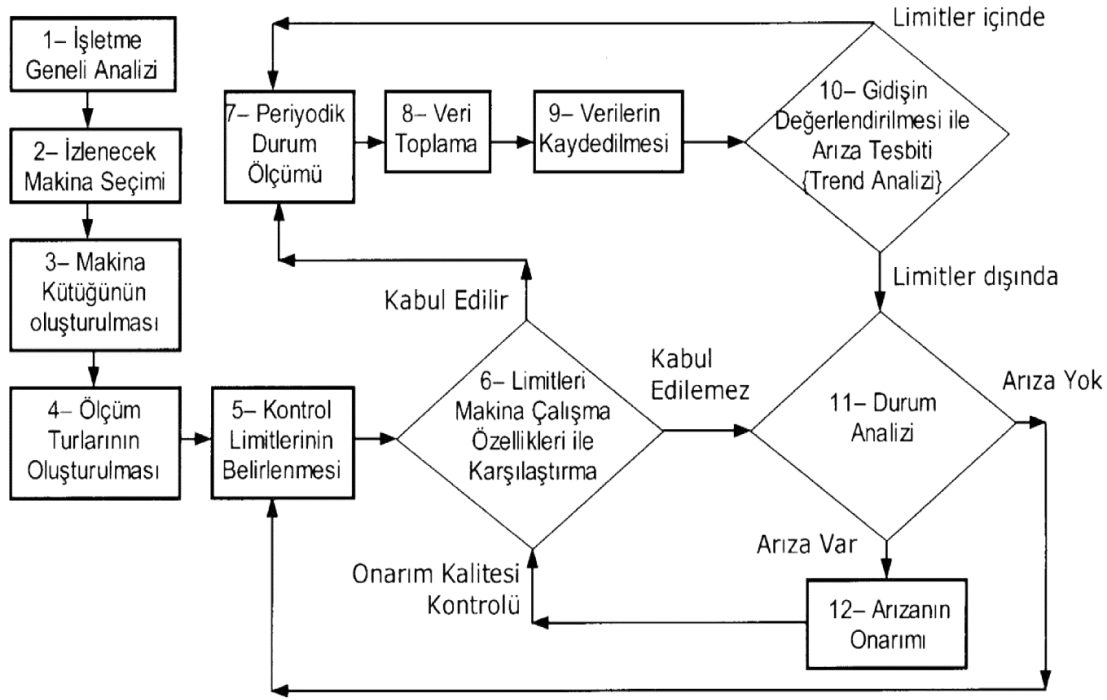 1– İşletme
Geneli Analizi
2– İzlenecek
Makina Seçimi
3– Makina
Kütüğünün
oluşturulması
4– Ölçüm
Turlarının
Oluşturulması
5– Kontrol
Limitlerinin
Belirlenmesi
6– Limitleri
Makina Çalışma
Özellikleri ile
Karşılaştırma
Kabul Edilir
Kabul
Edilemez
7– Periyodik
Durum
Ölçümü
8– Veri
Toplama
9– Verilerin
Kaydedilmesi
10– Gidişin
Değerlendirilmesi ile
Arıza Tesbiti
{Trend Analizi}
Limitler içinde
Limitler dışında
11– Durum
Analizi
Arıza Yok
Arıza Var
12– Arızanın
Onarımı
Onarım Kalitesi
Kontrolü